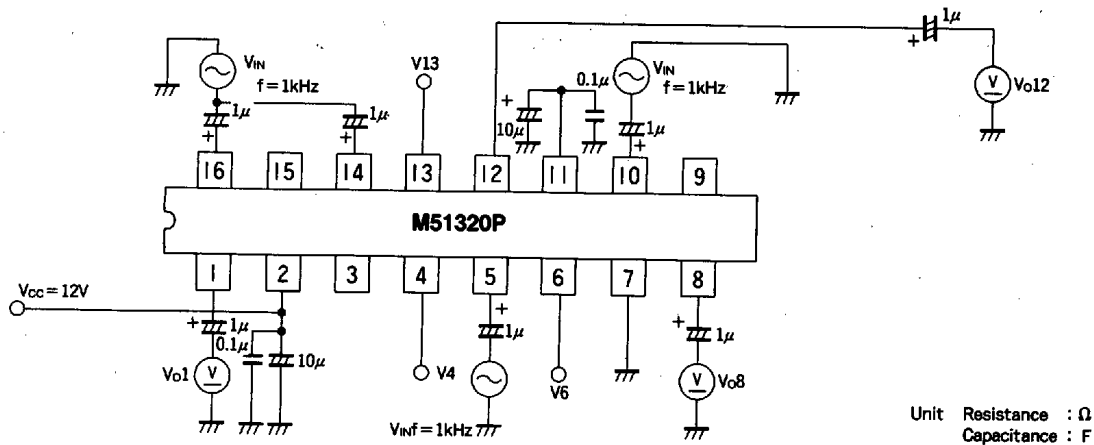 1μ
+
VIN
f=1kHz
1μ
+
1μ
+
V13
+
10μ
0.1μ
VIN
f=1kHz
1μ
+
+
V
Vo12
16 15 14 13 12 11 10 9
M51320P
1 2 3 4 5 6 7 8
Vcc=12V
+
1μ
0.1μ
10μ
V
Vo1
V4
+
1μ
VINf=1kHz
V6
+
1μ
V
Vo8
Unit Resistance : Ω
Capacitance : F